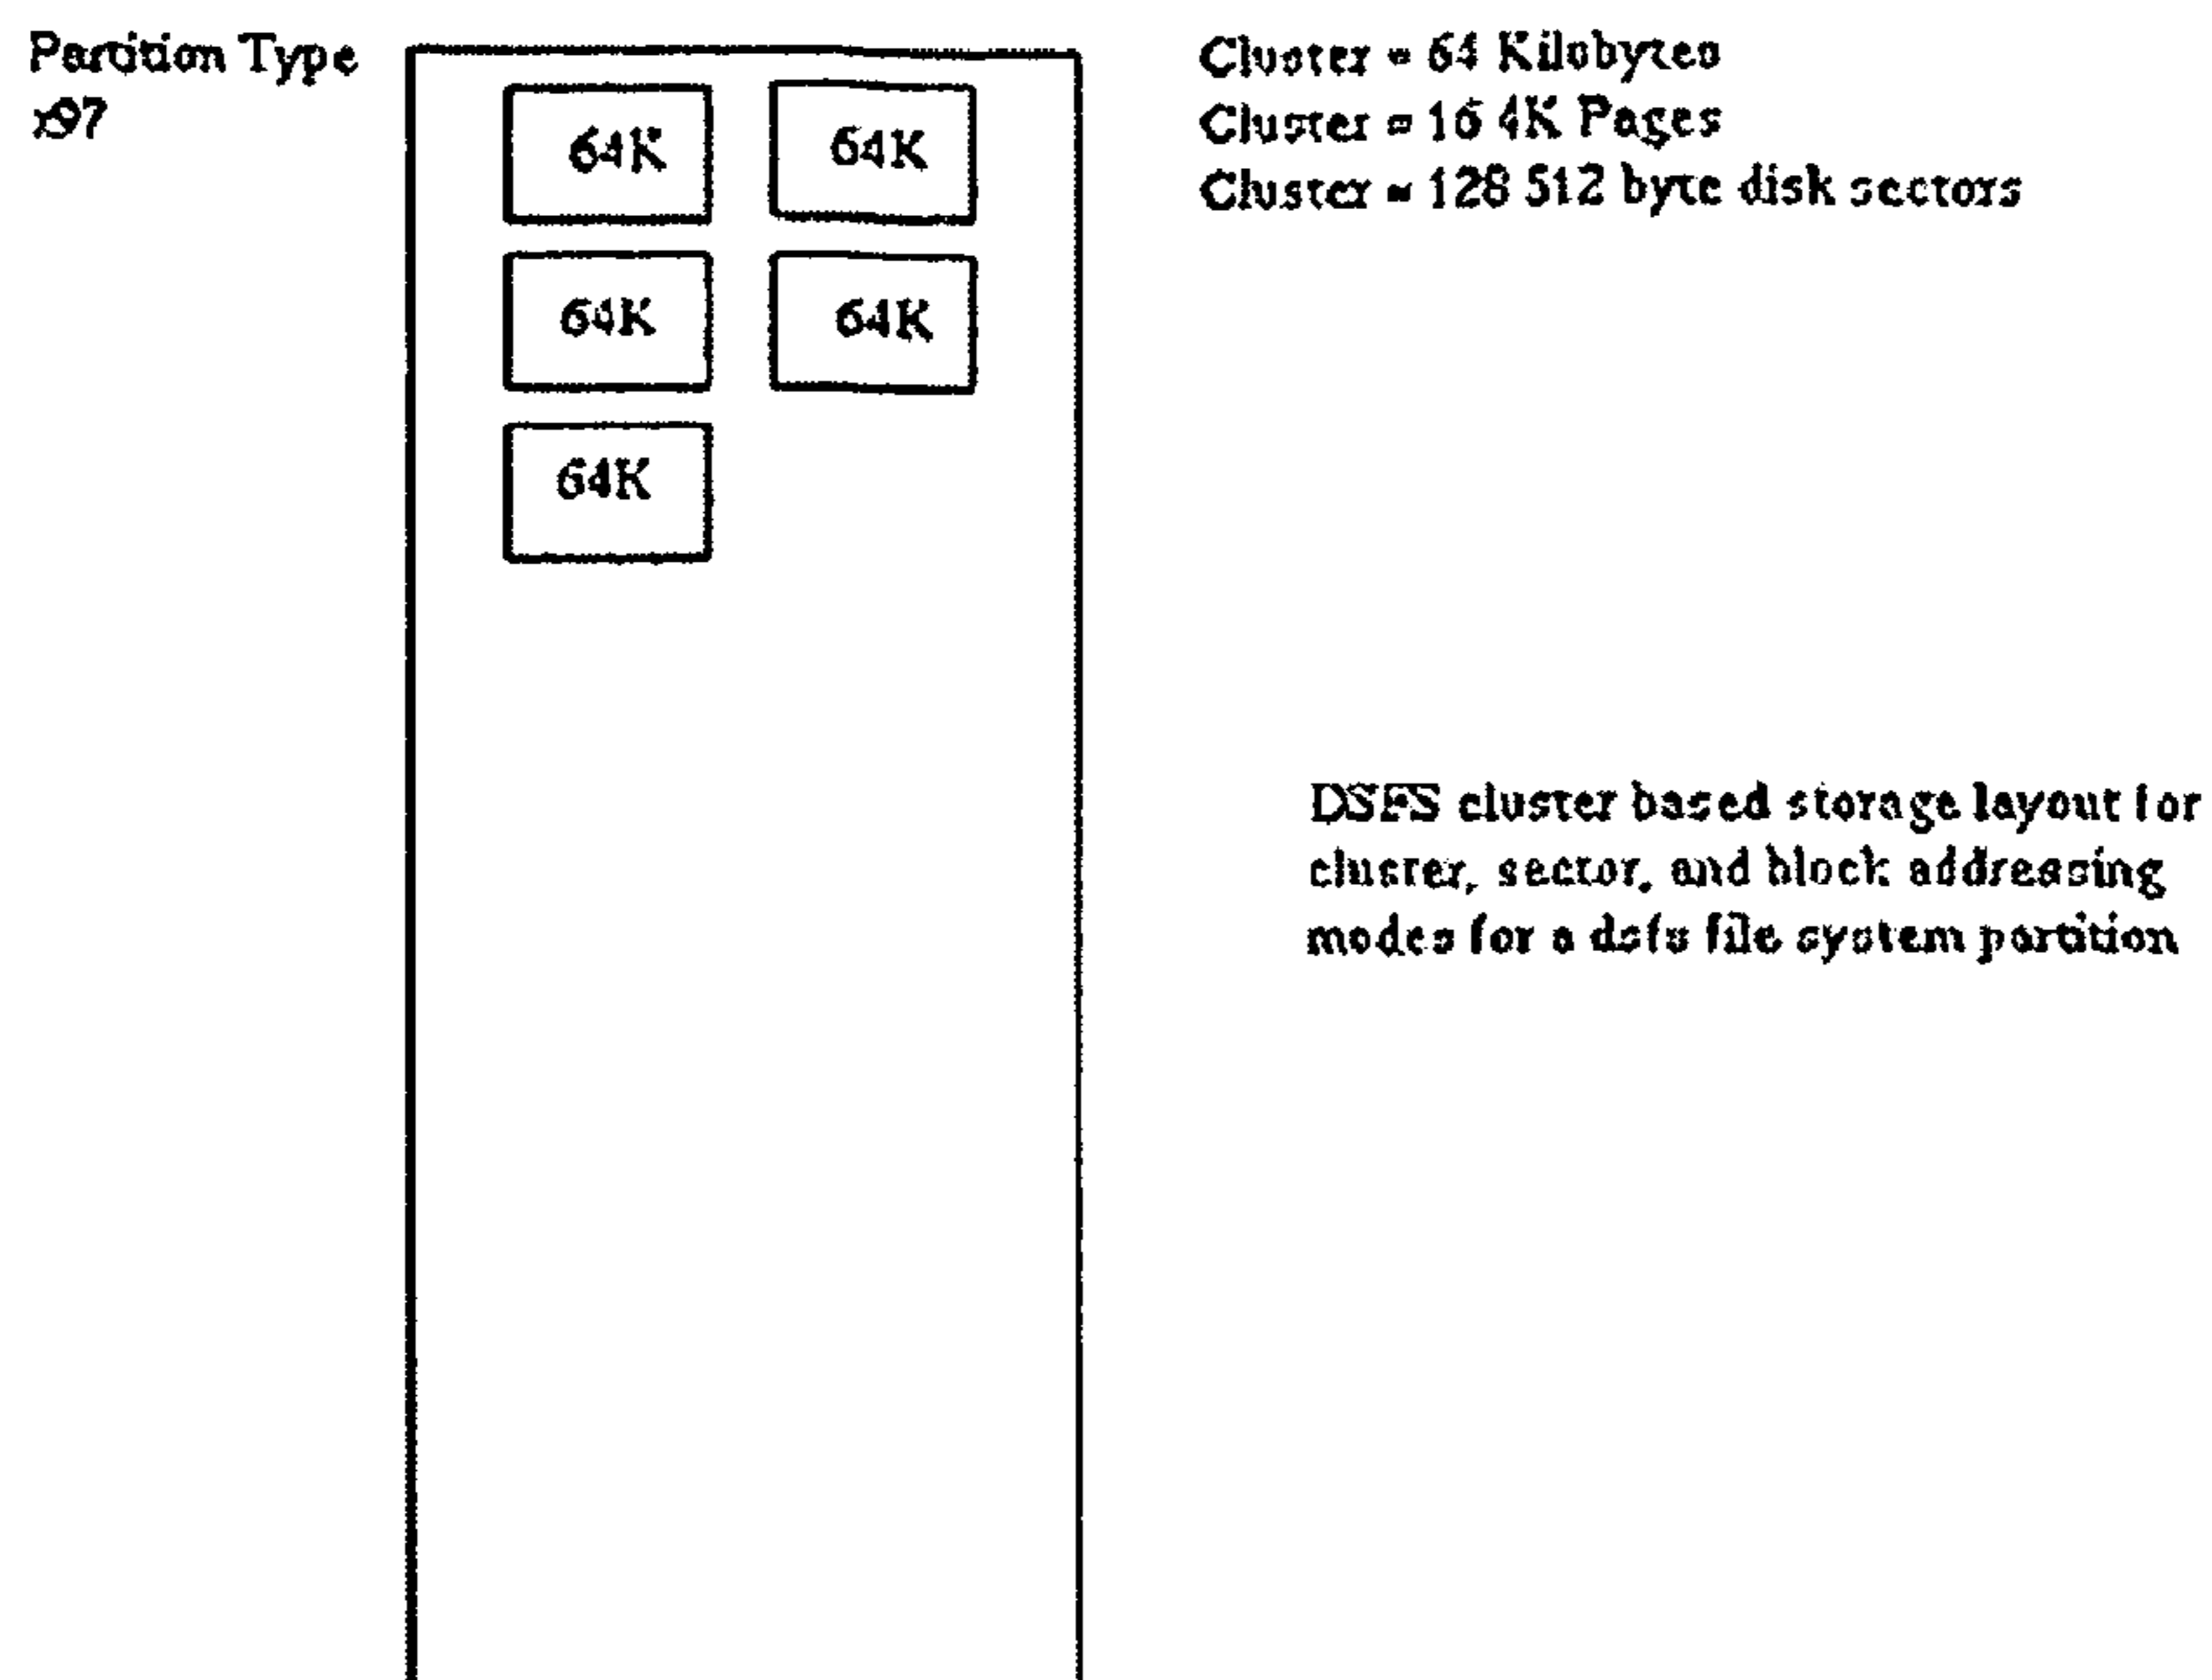 Partition Type
x97
64K 64K
64K 64K
64K
Cluster = 64 Kilobytes
Cluster = 16 4K Pages
Cluster = 128 512 byte disk sectors
DSFS cluster based storage layout for
cluster, sector, and block addressing
modes for a dsfs file system partition